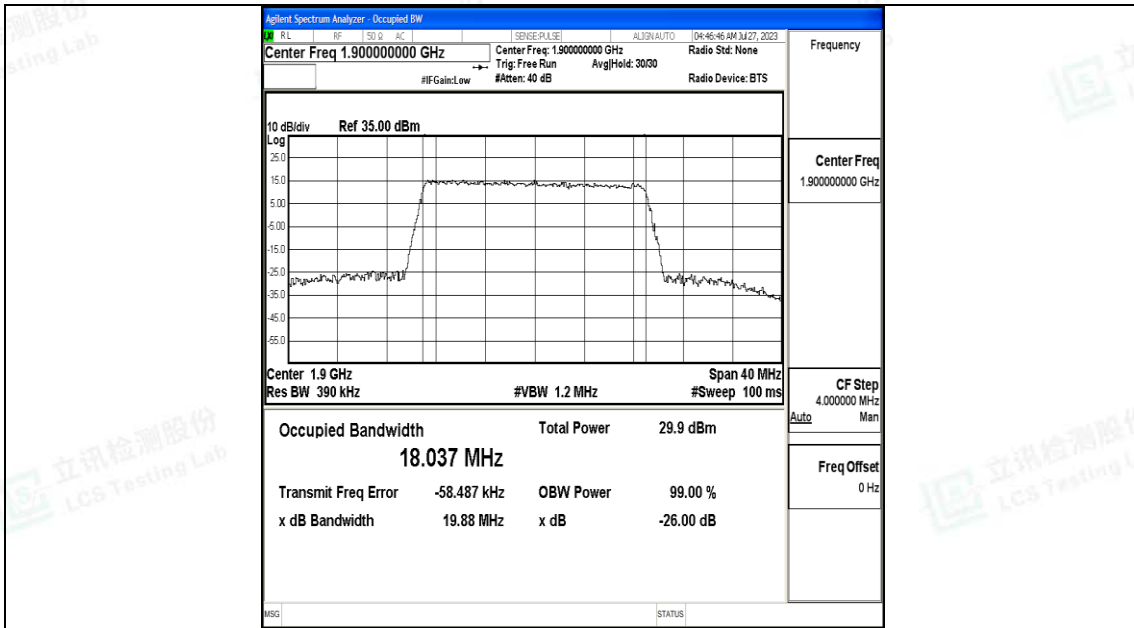 Agilent Spectrum Analyzer - Occupied BW
RL RF 50 Ω AC SENSE:PULSE ALIGNAUTO 04:46:46 AM Jul 27, 2023
Center Freq 1.900000000 GHz
Center Freq: 1.900000000 GHz Radio Std: None
Trig: Free Run Avg|Hold: 30/30
#IFGain:Low #Atten: 40 dB Radio Device: BTS
10 dB/div Ref 35.00 dBm
Log
25.0
15.0
5.00
-5.00
-15.0
-25.0
-35.0
-45.0
-55.0
Center 1.9 GHz Span 40 MHz
Res BW 390 kHz #VBW 1.2 MHz #Sweep 100 ms
Occupied Bandwidth Total Power 29.9 dBm
18.037 MHz
Transmit Freq Error -58.487 kHz OBW Power 99.00 %
x dB Bandwidth 19.88 MHz x dB -26.00 dB
MSG STATUS
Frequency
Center Freq
1.900000000 GHz
CF Step
4.000000 MHz
Auto Man
Freq Offset
0 Hz
立讯检测股份
LCS Testing Lab
立讯检测股份
LCS Testing